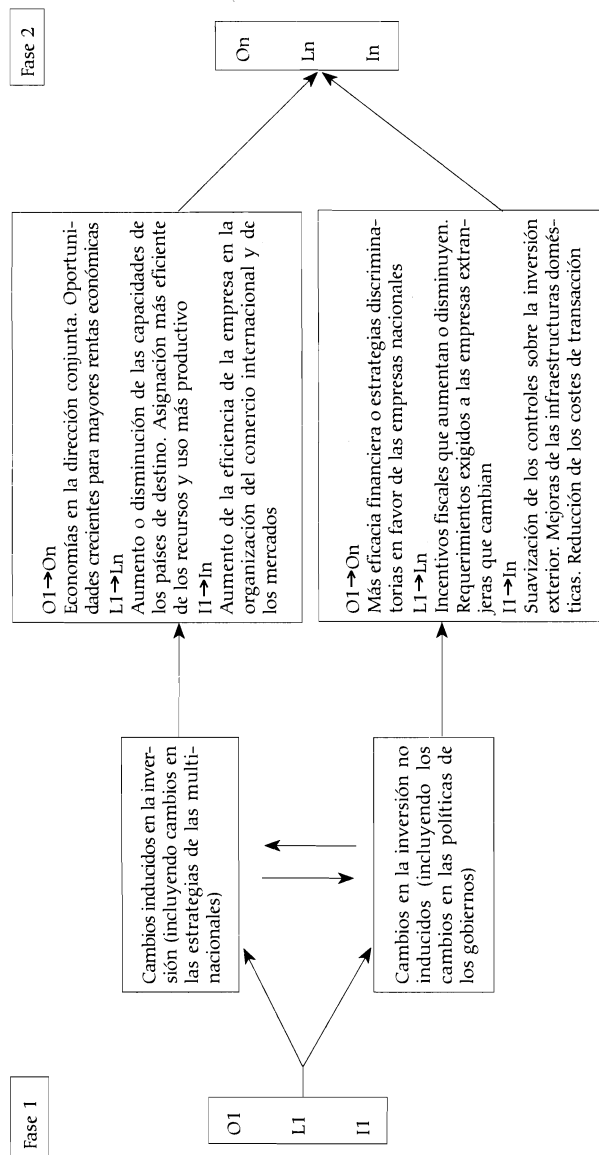 Fase 1
O1
L1
I1
Cambios inducidos en la inver-
sión (incluyendo cambios en
las estrategias de las multi-
nacionales)
Cambios en la inversión no
inducidos (incluyendo los
cambios en las políticas de
los gobiernos)
O1→On
Economías en la dirección conjunta. Oportuni-
dades crecientes para mayores rentas económicas
L1→Ln
Aumento o disminución de las capacidades de
los países de destino. Asignación más eficiente
de los recursos y uso más productivo
I1→In
Aumento de la eficiencia de la empresa en la
organización del comercio internacional y de
los mercados
O1→On
Más eficacia financiera o estrategias discrimina-
torias en favor de las empresas nacionales
L1→Ln
Incentivos fiscales que aumentan o disminuyen.
Requerimientos exigidos a las empresas extran-
jeras que cambian
I1→In
Suavización de los controles sobre la inversión
exterior. Mejoras de las infraestructuras domés-
ticas. Reducción de los costes de transacción
Fase 2
On
Ln
In